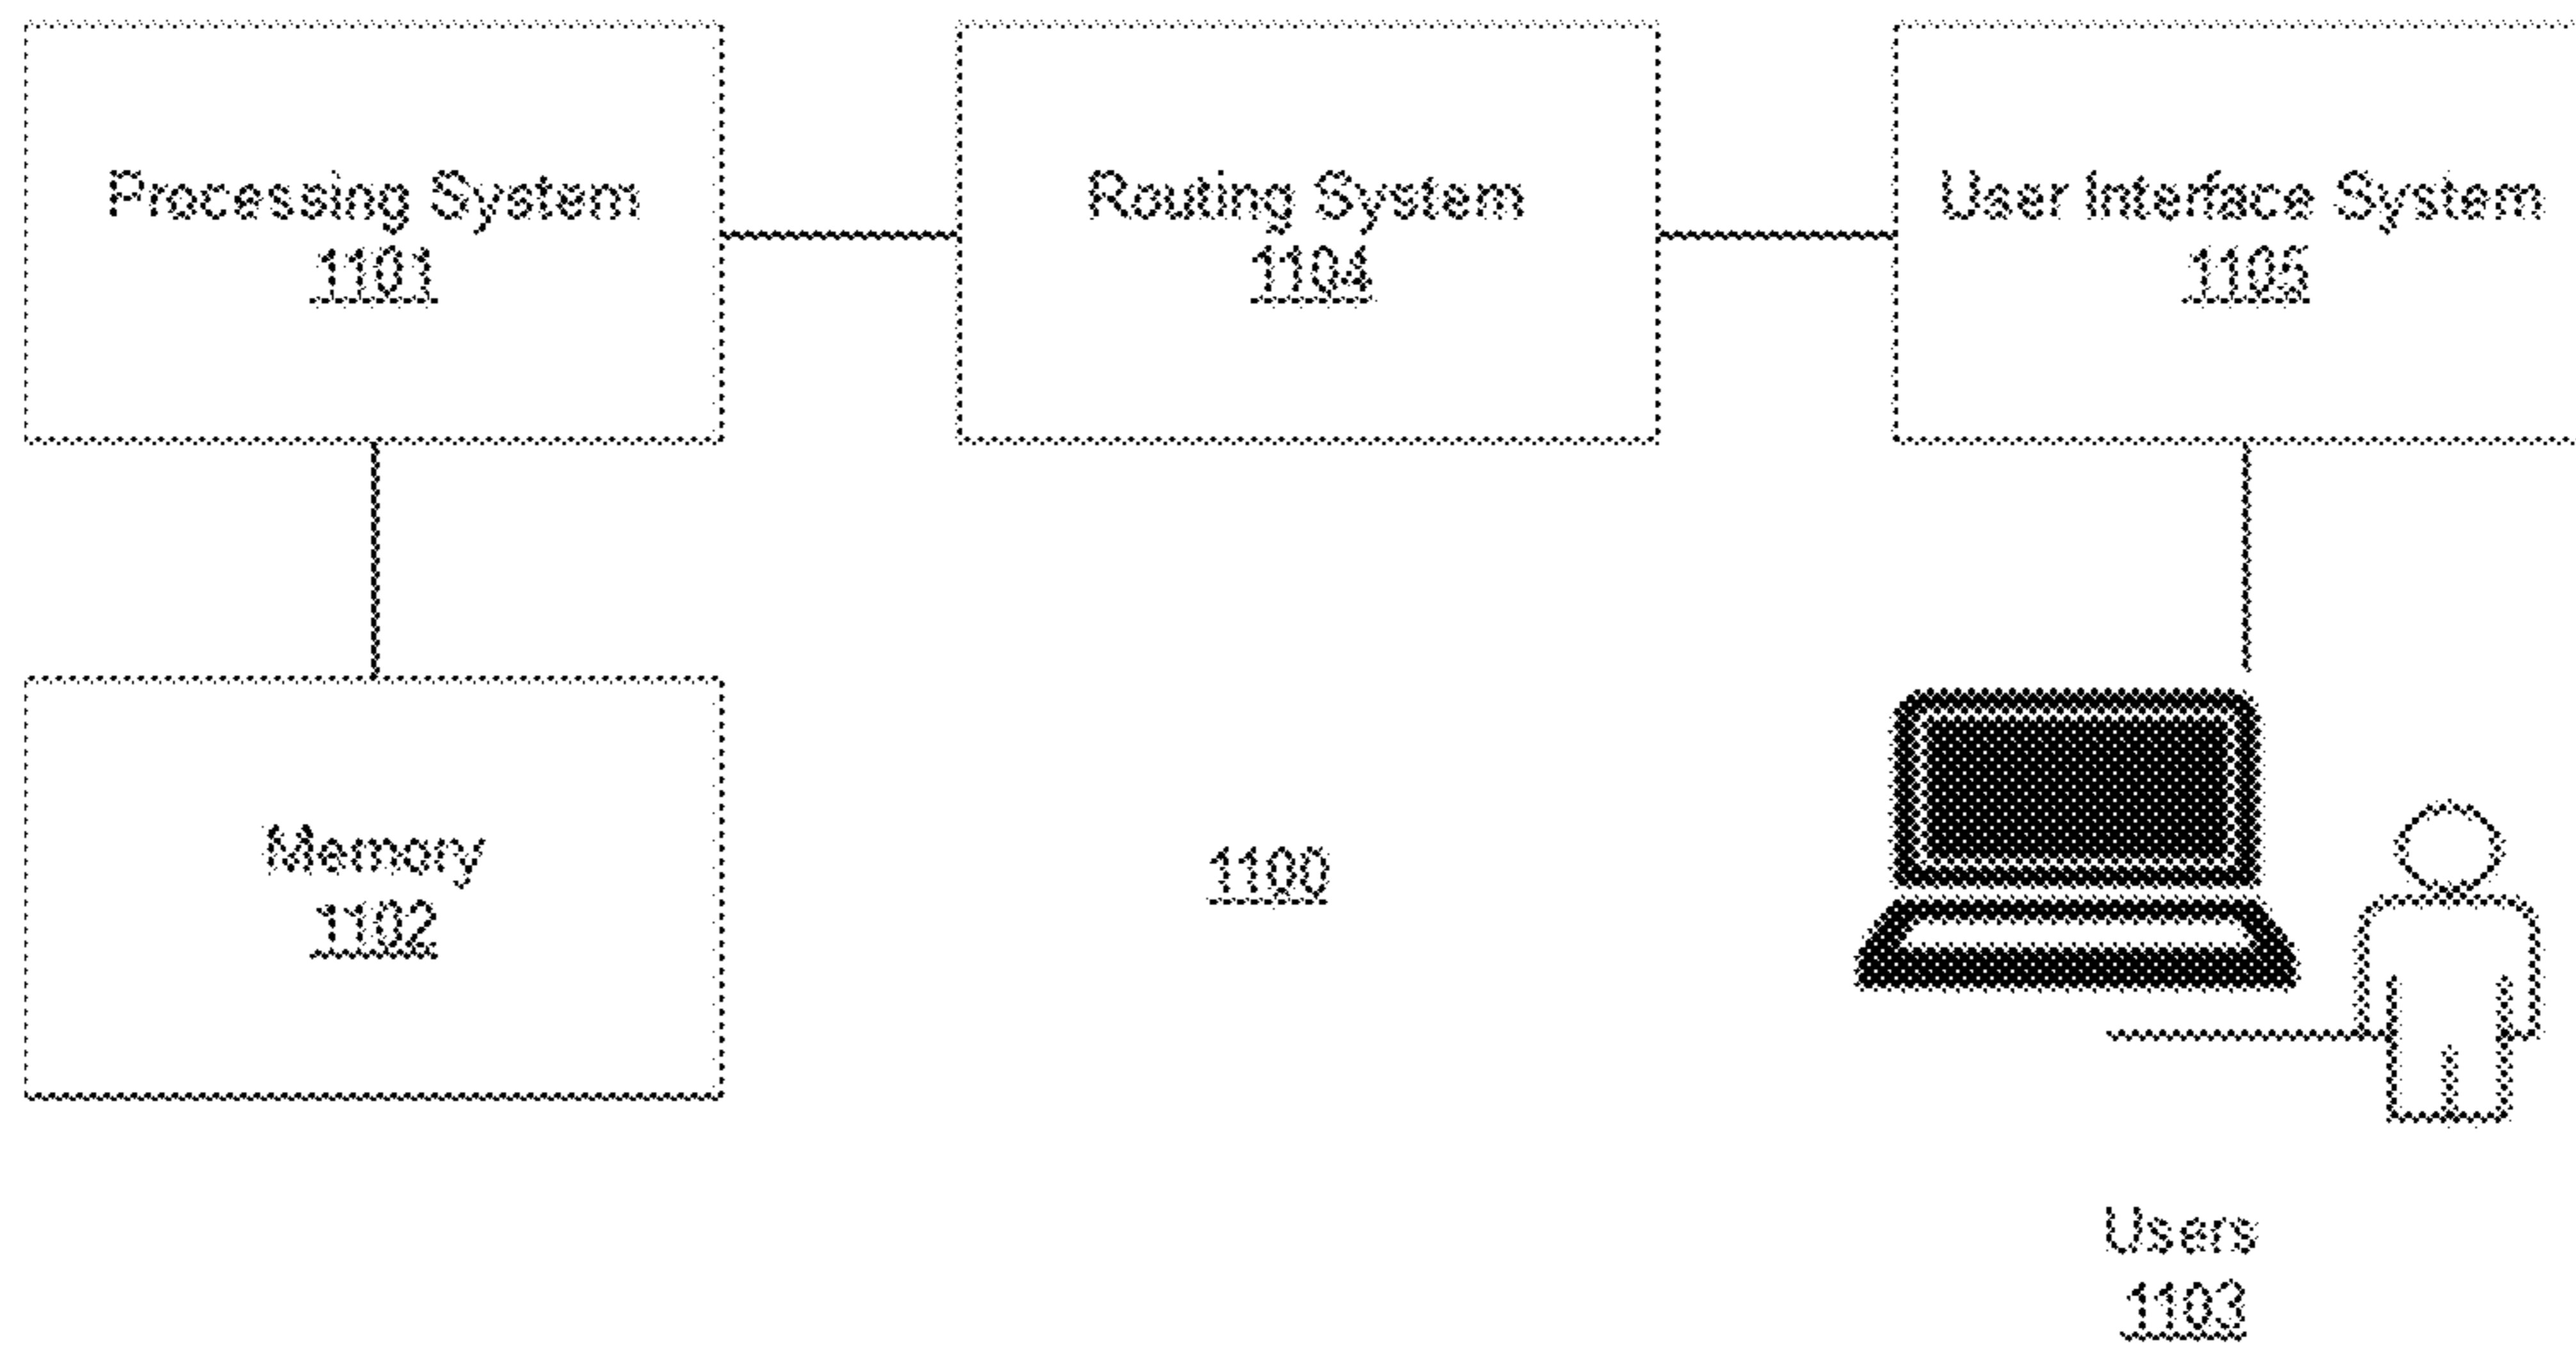 Processing System
1101
Routing System
1104
User Interface System
1105
Memory
1102
1100
Users
1103